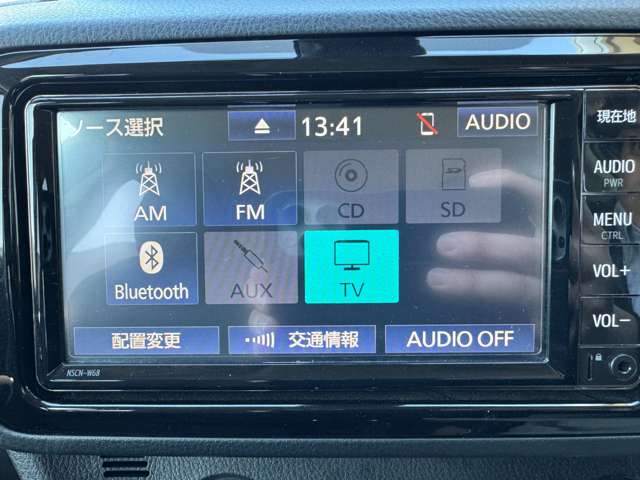 ソース選択
13:41
AUDIO
AM
FM
CD
SD
Bluetooth
AUX
TV
配置変更
交通情報
AUDIO OFF
NSCN-W68
現在地
AUDIO
PWR
MENU
CTRL
VOL+
VOL-